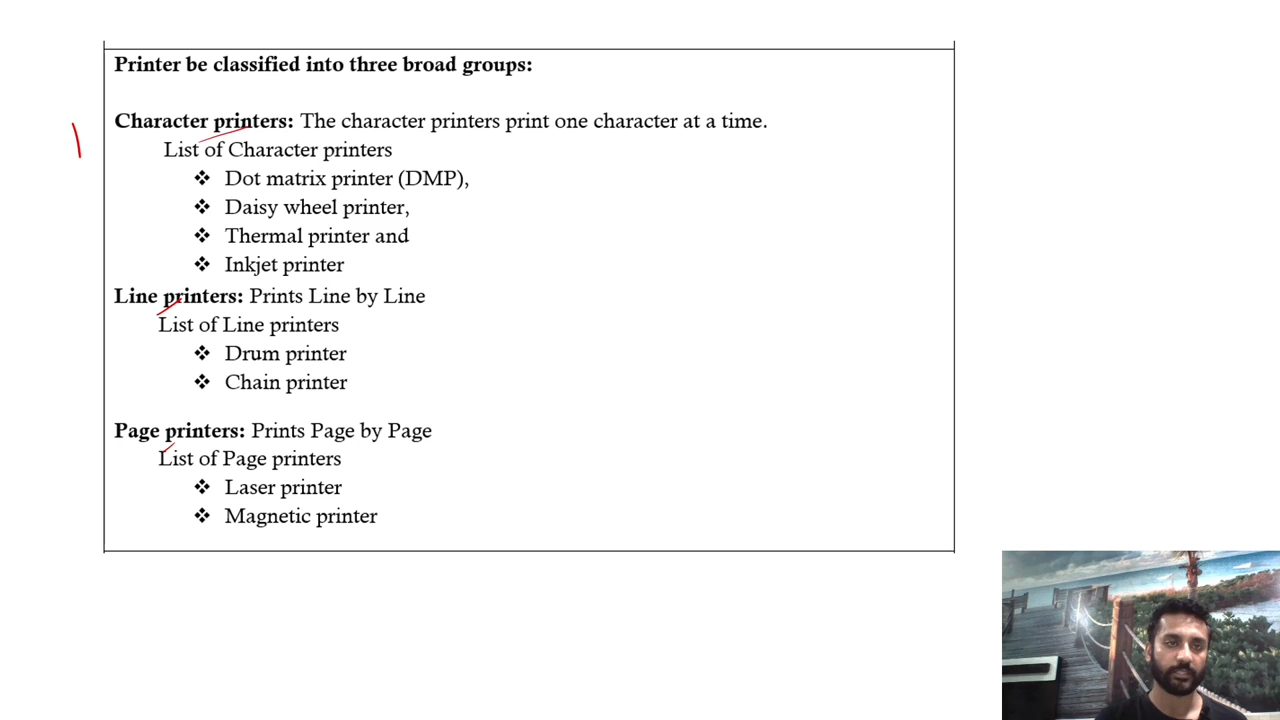 Printer be classified into three broad groups:
Character printers: The character printers print one character at a time.
List of Character printers
❖ Dot matrix printer (DMP),
❖ Daisy wheel printer,
❖ Thermal printer and
❖ Inkjet printer
Line printers: Prints Line by Line
List of Line printers
❖ Drum printer
❖ Chain printer
Page printers: Prints Page by Page
List of Page printers
❖ Laser printer
❖ Magnetic printer